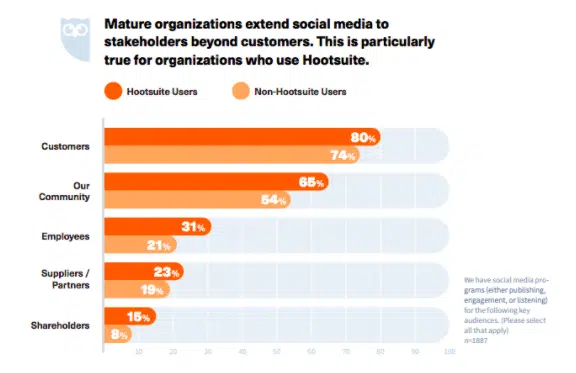 Mature organizations extend social media to
stakeholders beyond customers. This is particularly
true for organizations who use Hootsuite.
Hootsuite Users
Non-Hootsuite Users
Customers
80%
74%
Our
Community
65%
54%
Employees
31%
21%
Suppliers /
Partners
23%
19%
Shareholders
15%
8%
10 20 30 40 50 60 70 80 90 100
We have social media pro-
grams (either publishing,
engagement, or listening)
for the following key
audiences. (Please select
all that apply)
n=1887